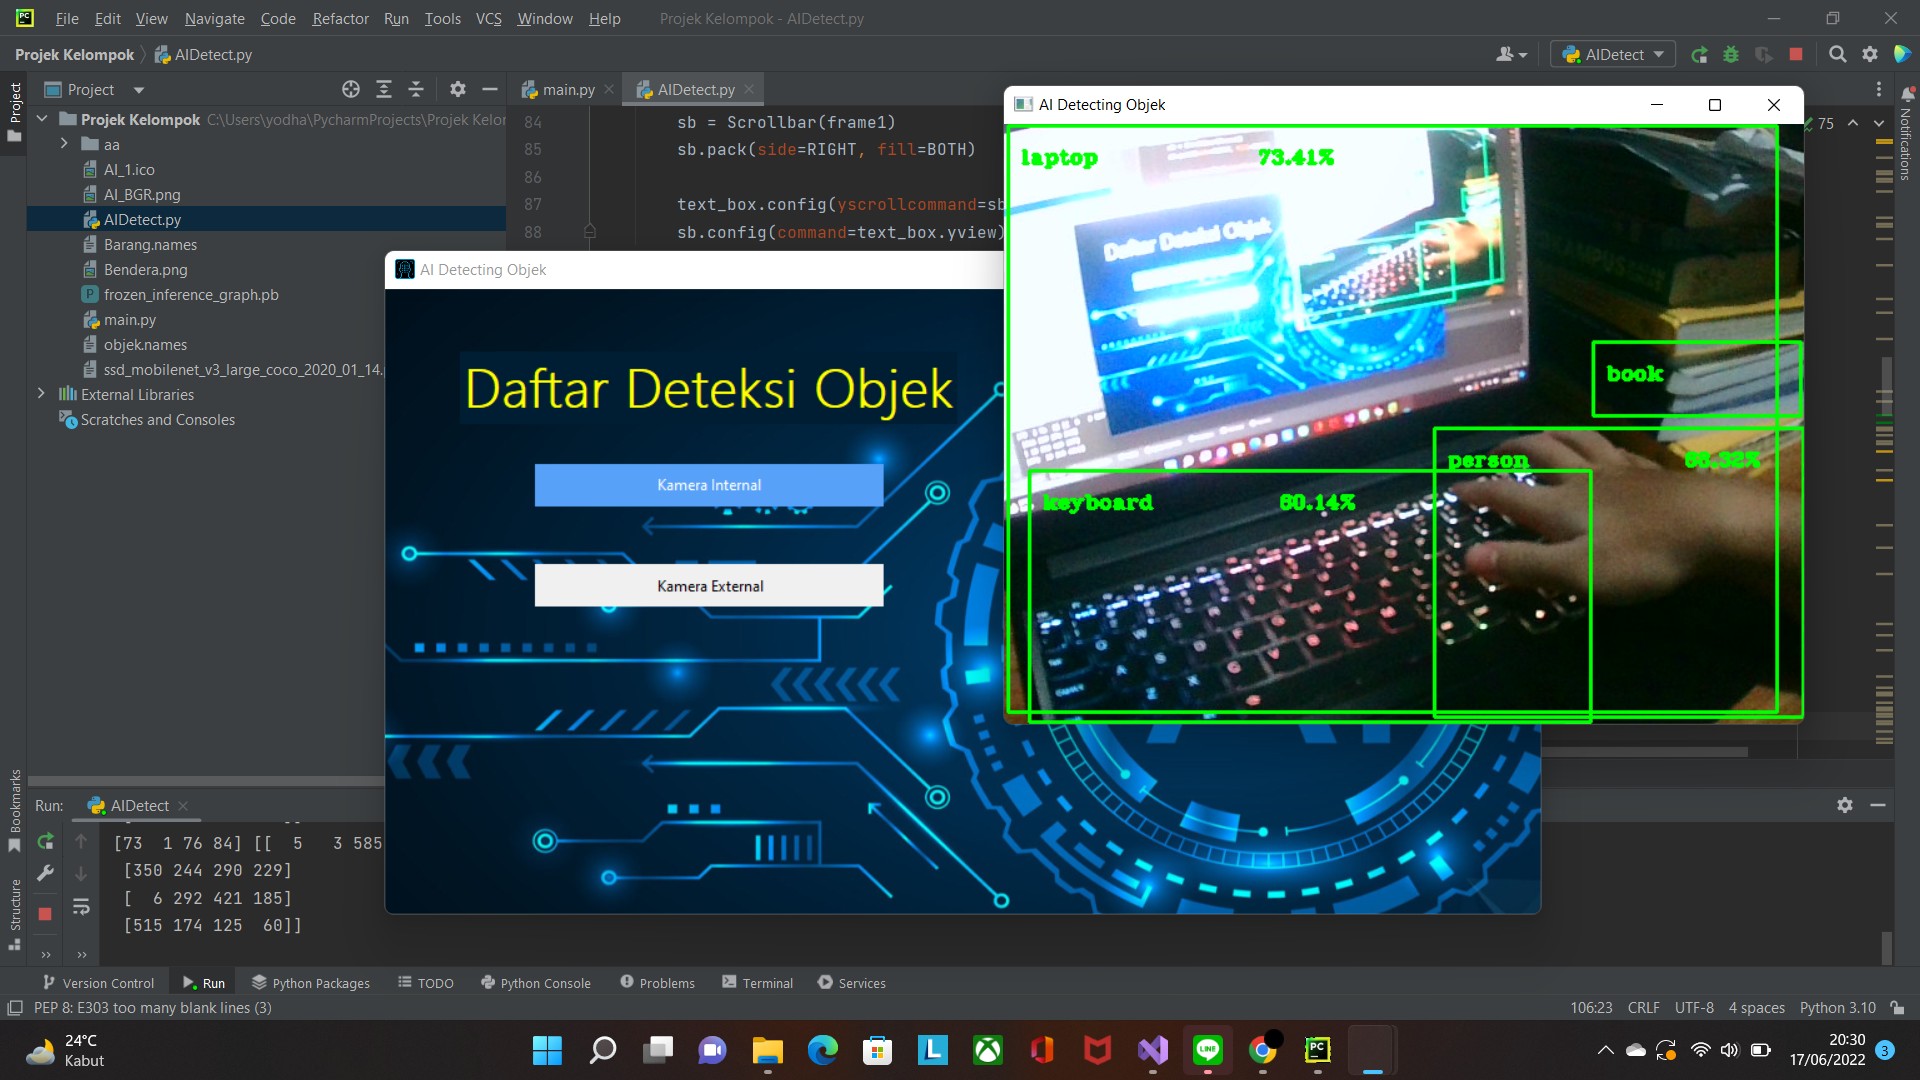 File Edit View Navigate Code Refactor Run Tools VCS Window Help Projek Kelompok - AIDetect.py
Projek Kelompok AIDetect.py
AIDetect
Project
Project
main.py
AIDetect.py
Projek Kelompok C:\Users\yodha\PycharmProjects\Projek Kelor
aa
AI_1.ico
AI_BGR.png
AIDetect.py
Barang.names
Bendera.png
frozen_inference_graph.pb
main.py
objek.names
ssd_mobilenet_v3_large_coco_2020_01_14.
External Libraries
Scratches and Consoles
84 sb = Scrollbar(frame1)
85 sb.pack(side=RIGHT, fill=BOTH)
86
87 text_box.config(yscrollcommand=sb
88 sb.config(command=text_box.yview)
75
Notifications
AI Detecting Objek
Daftar Deteksi Objek
Kamera Internal
Kamera External
AI Detecting Objek
laptop 73.41%
Daftar Deteksi Objek
book
person
keyboard 60.14%
Bookmarks
Structure
Run: AIDetect
[73 1 76 84] [[ 5 3 585
[350 244 290 229]
[ 6 292 421 185]
[515 174 125 60]]
Version Control Run Python Packages TODO Python Console Problems Terminal Services
PEP 8: E303 too many blank lines (3)
106:23 CRLF UTF-8 4 spaces Python 3.10
24°C
Kabut
LINE
20:30
17/06/2022
3